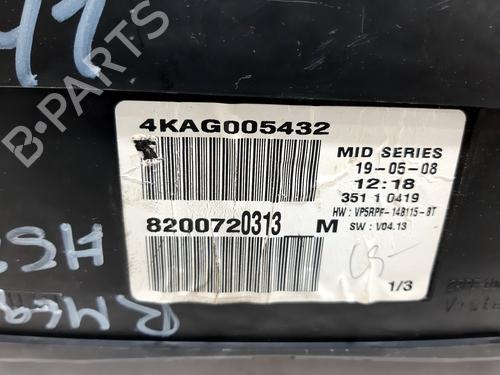 41
4KAG005432
MID SERIES
19-05-08
12:18
351 1 0419
HW : VP5RPF-14B115-BT
8200720313 M
SW : V04.13
1/3
B-PARTS